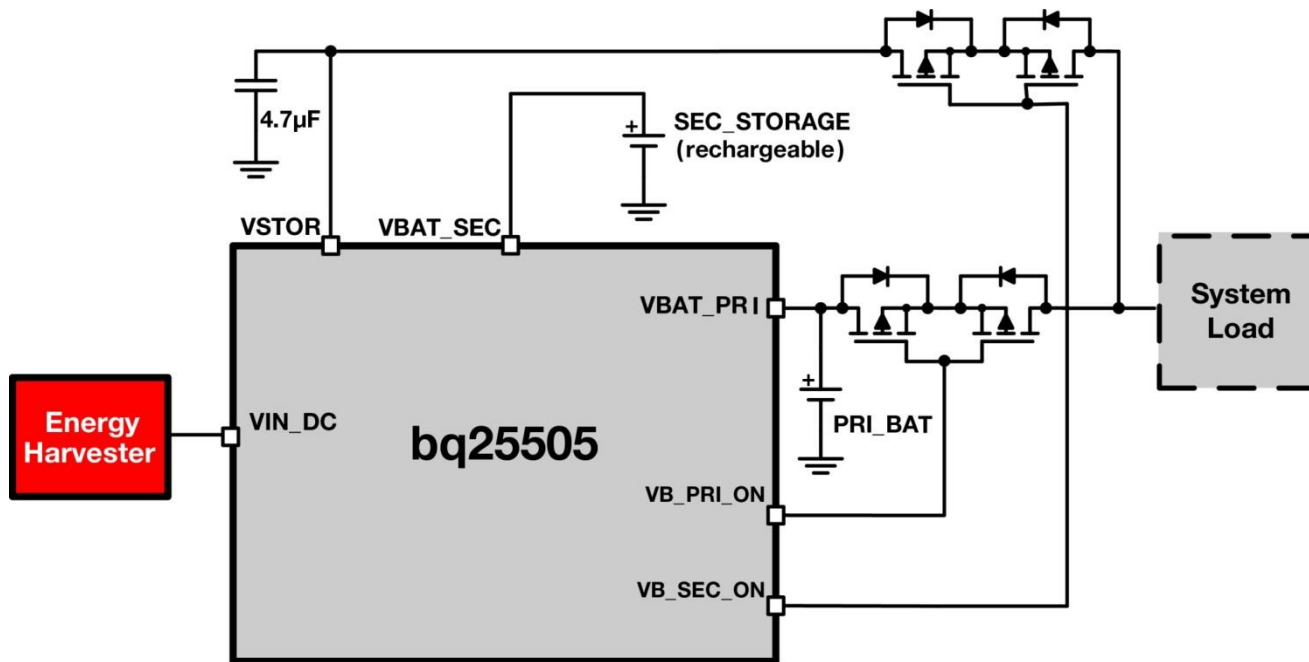 4.7µF
+
SEC_STORAGE
(rechargeable)
VSTOR
VBAT_SEC
VBAT_PRI
System
Load
+
PRI_BAT
Energy
Harvester
VIN_DC
bq25505
VB_PRI_ON
VB_SEC_ON